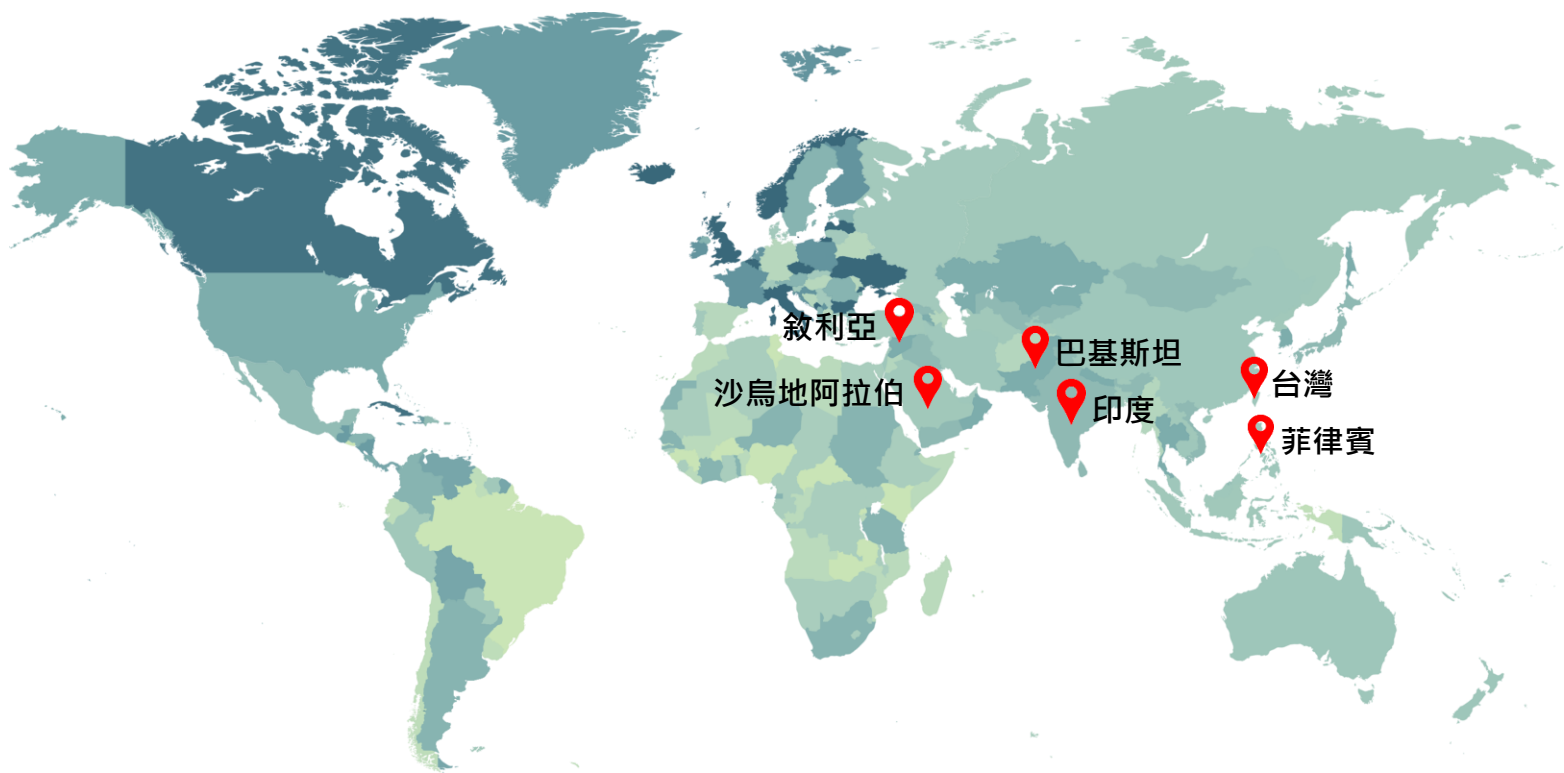 敘利亞
巴基斯坦
台灣
沙烏地阿拉伯
印度
菲律賓